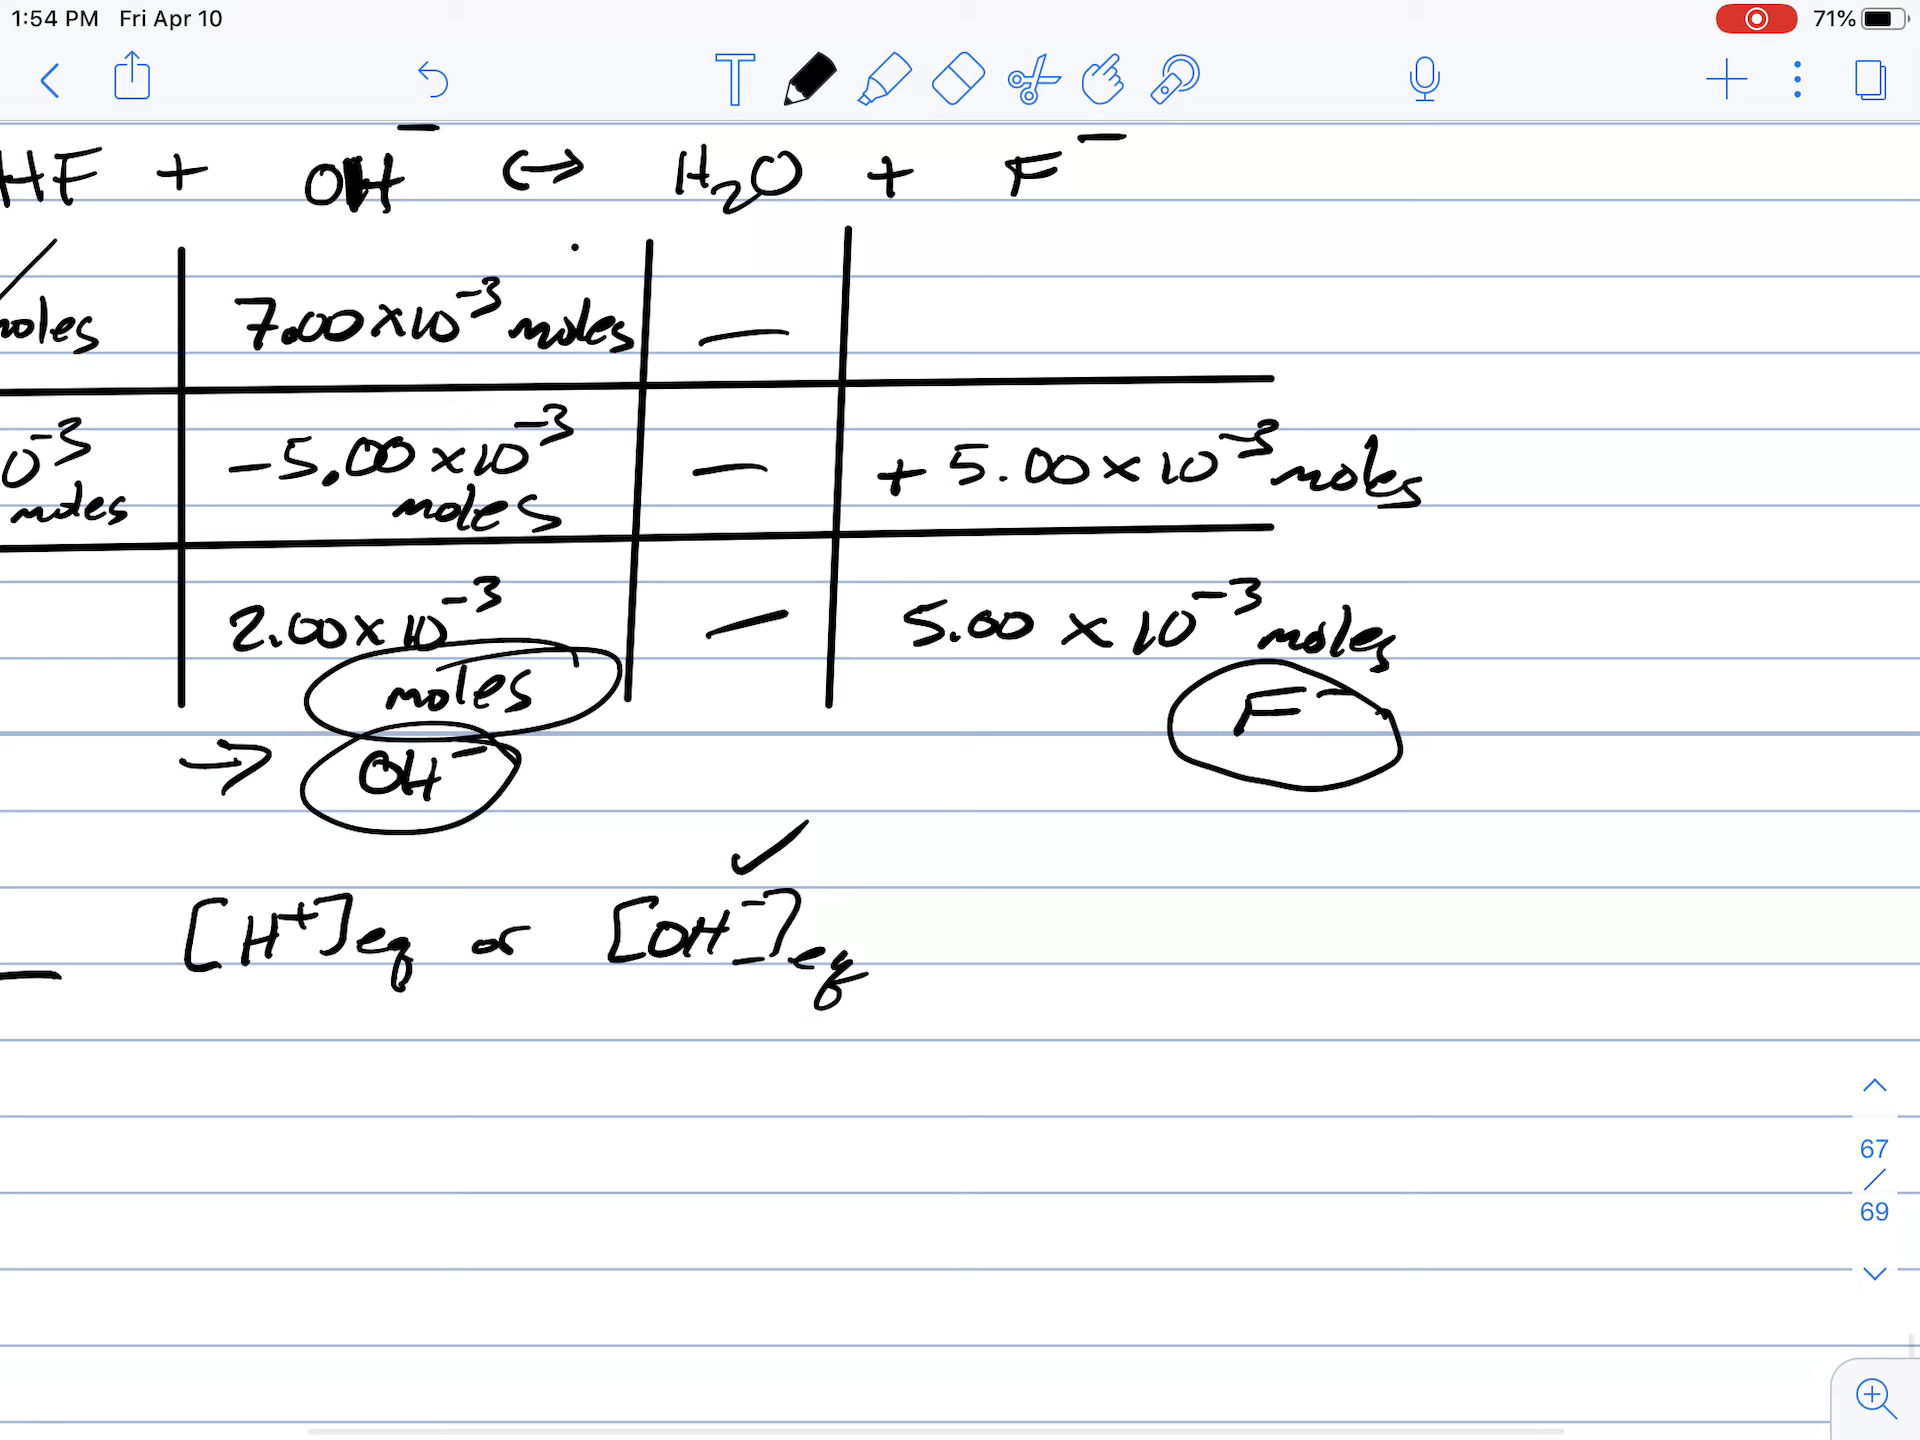 1:54 PM Fri Apr 10
71%
T
HF + OH⁻ ↔ H₂O + F⁻
moles 7.00×10⁻³ moles —
0⁻³ -5.00×10⁻³ — +5.00×10⁻³ moles
moles moles
2.00×10⁻³ — 5.00×10⁻³ moles
moles F⁻
→ OH⁻
✓
[H⁺]eq or [OH⁻]eq
67
/
69